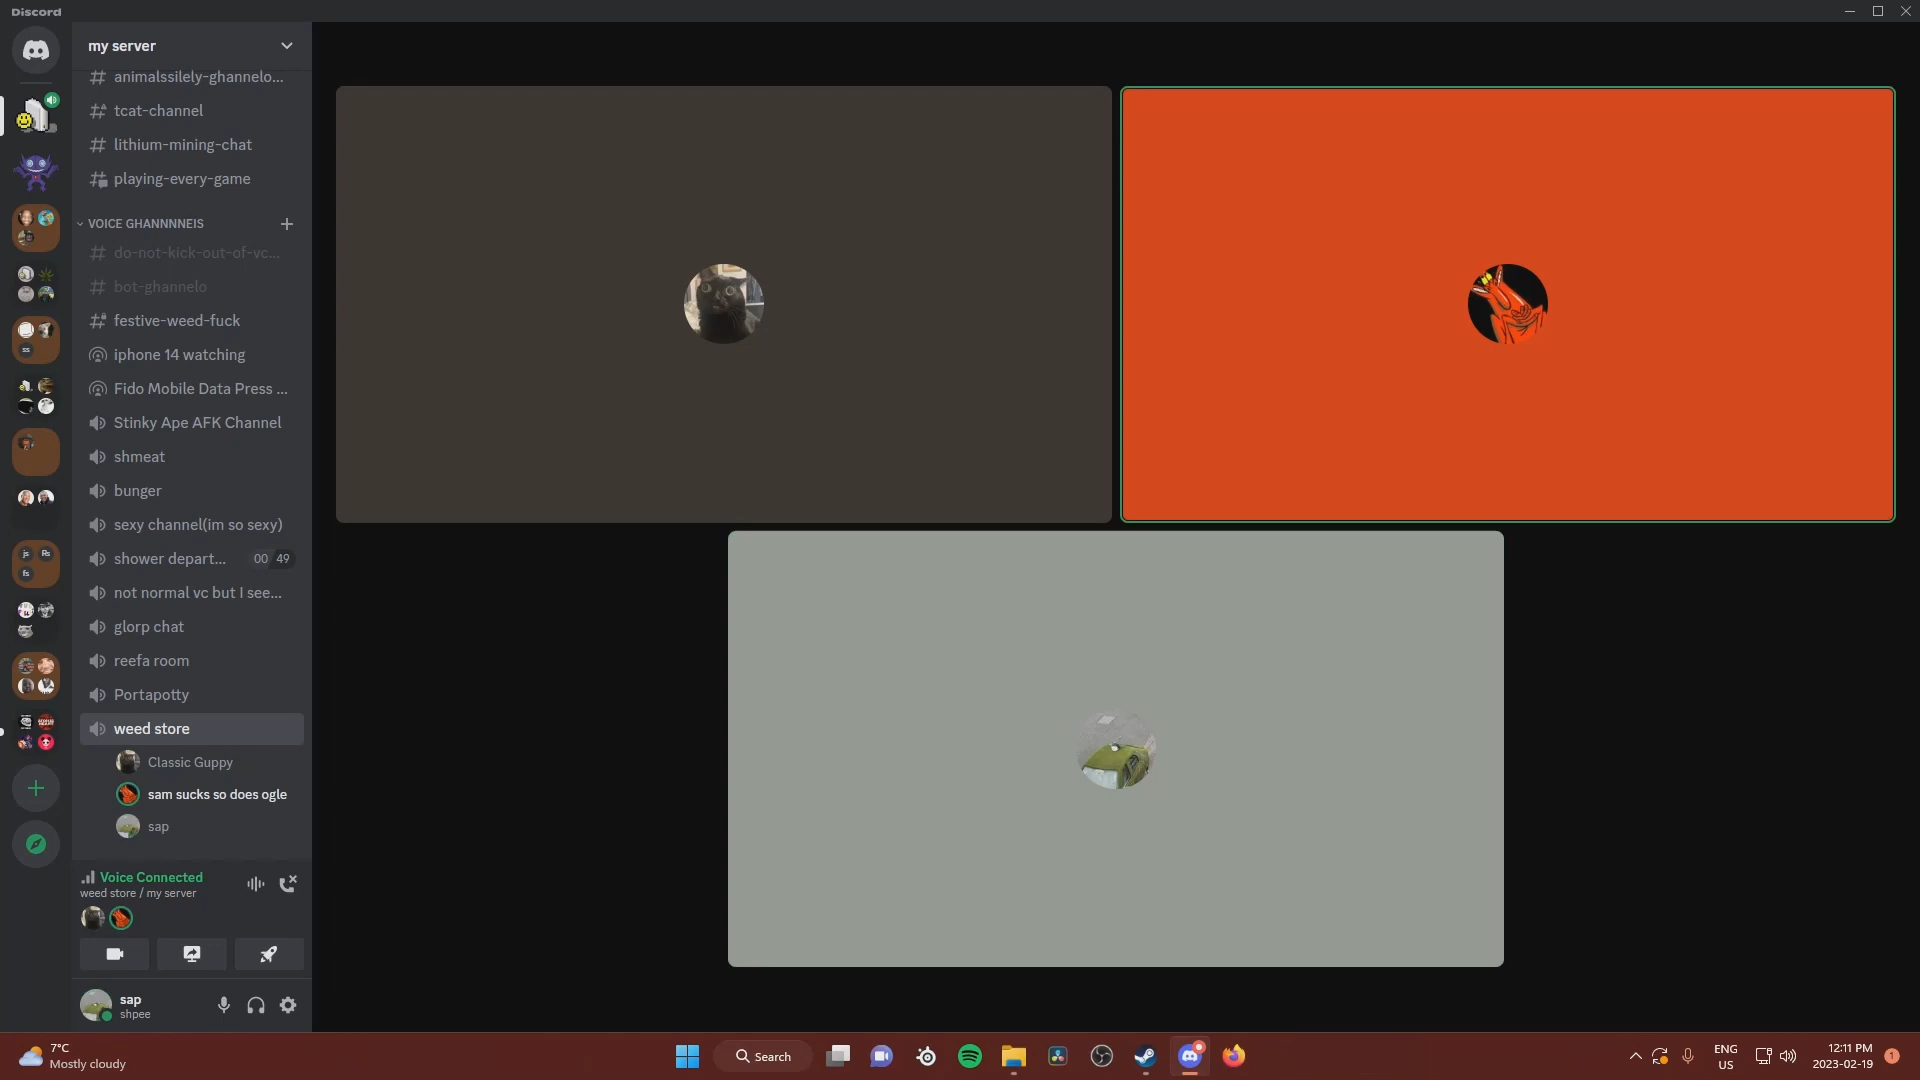 Discord
my server
animalssilely-ghannelo...
tcat-channel
lithium-mining-chat
playing-every-game
VOICE GHANNNNEIS
do-not-kick-out-of-vc...
bot-ghannelo
festive-weed-fuck
iphone 14 watching
Fido Mobile Data Press ...
Stinky Ape AFK Channel
shmeat
bunger
sexy channel(im so sexy)
shower depart... 00 49
not normal vc but I see...
glorp chat
reefa room
Portapotty
weed store
Classic Guppy
sam sucks so does ogle
sap
Voice Connected
weed store / my server
sap
shpee
ss
js
fs
7°C
Mostly cloudy
Search
ENG
US
12:11 PM
2023-02-19
1